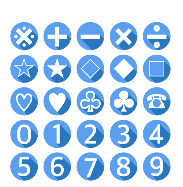 ※ + − × ÷
☆ ★ ◇ ◆ □
♡ ♥ ♧ ♣ ☎
0 1 2 3 4
5 6 7 8 9